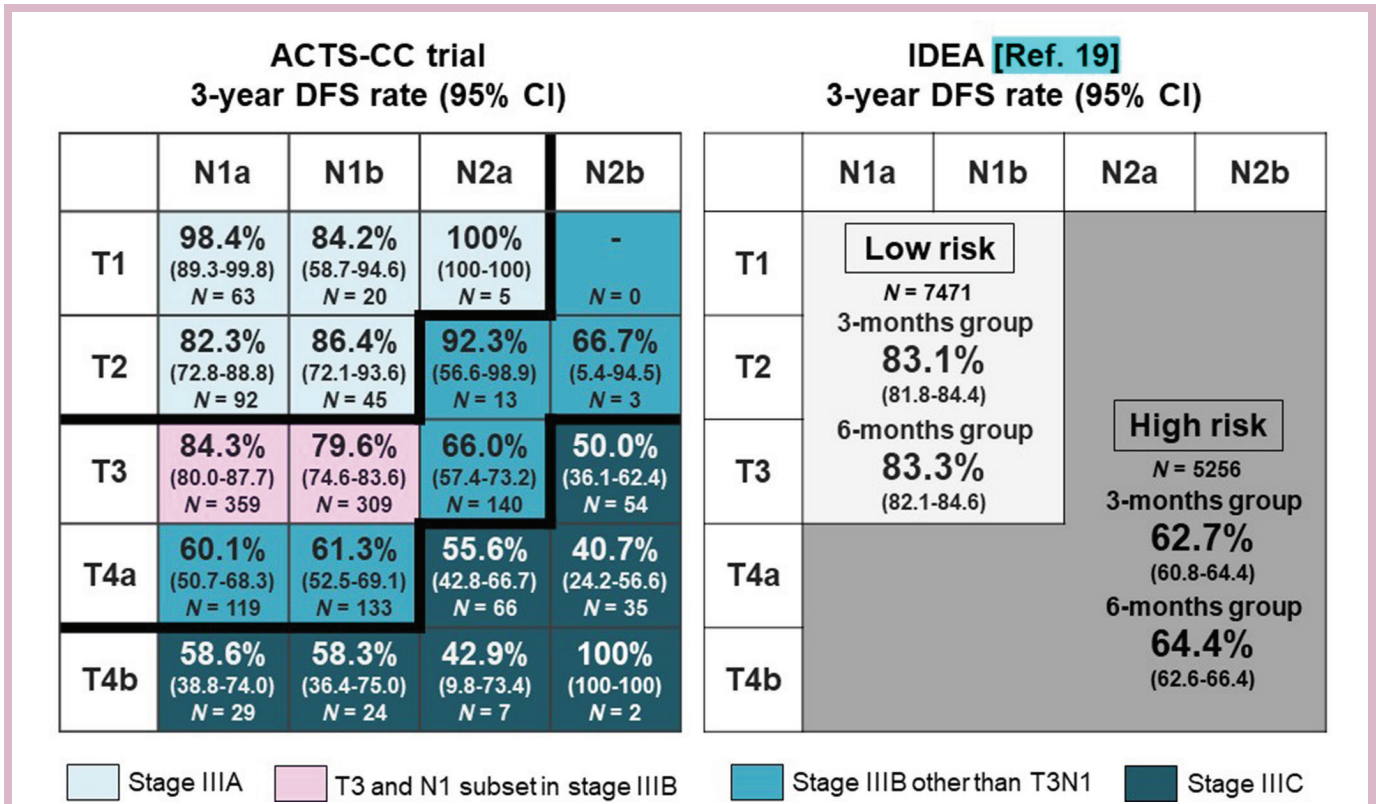 ACTS-CC trial
3-year DFS rate (95% CI)
N1a N1b N2a N2b
T1
98.4% 84.2% 100% -
(89.3-99.8) (58.7-94.6) (100-100)
N = 63 N = 20 N = 5 N = 0
T2
82.3% 86.4% 92.3% 66.7%
(72.8-88.8) (72.1-93.6) (56.6-98.9) (5.4-94.5)
N = 92 N = 45 N = 13 N = 3
T3
84.3% 79.6% 66.0% 50.0%
(80.0-87.7) (74.6-83.6) (57.4-73.2) (36.1-62.4)
N = 359 N = 309 N = 140 N = 54
T4a
60.1% 61.3% 55.6% 40.7%
(50.7-68.3) (52.5-69.1) (42.8-66.7) (24.2-56.6)
N = 119 N = 133 N = 66 N = 35
T4b
58.6% 58.3% 42.9% 100%
(38.8-74.0) (36.4-75.0) (9.8-73.4) (100-100)
N = 29 N = 24 N = 7 N = 2
IDEA [Ref. 19]
3-year DFS rate (95% CI)
N1a N1b N2a N2b
T1
T2
T3
T4a
T4b
Low risk
N = 7471
3-months group
83.1%
(81.8-84.4)
6-months group
83.3%
(82.1-84.6)
High risk
N = 5256
3-months group
62.7%
(60.8-64.4)
6-months group
64.4%
(62.6-66.4)
Stage IIIA T3 and N1 subset in stage IIIB Stage IIIB other than T3N1 Stage IIIC